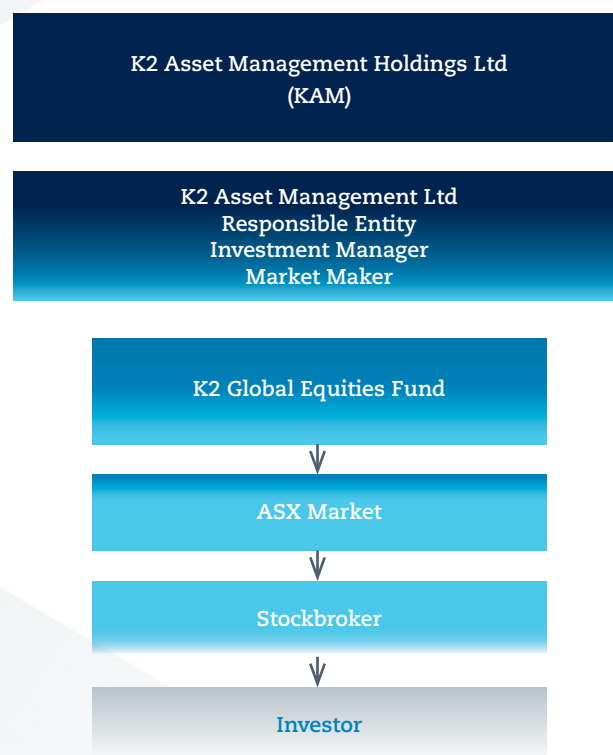 K2 Asset Management Holdings Ltd
(KAM)
K2 Asset Management Ltd
Responsible Entity
Investment Manager
Market Maker
K2 Global Equities Fund
ASX Market
Stockbroker
Investor